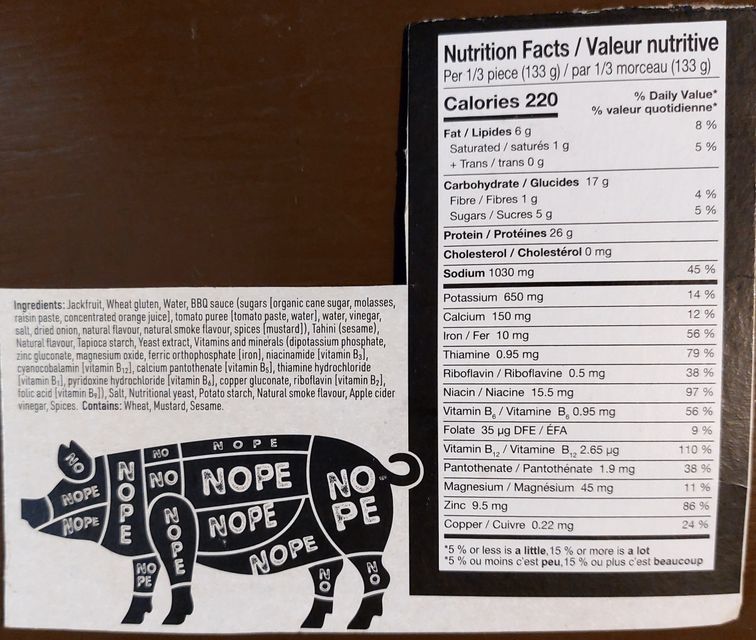 Nutrition Facts / Valeur nutritive
Per 1/3 piece (133 g) / par 1/3 morceau (133 g)
Calories 220
% Daily Value*
% valeur quotidienne*
Fat / Lipides 6 g 8 %
Saturated / saturés 1 g 5 %
+ Trans / trans 0 g
Carbohydrate / Glucides 17 g
Fibre / Fibres 1 g 4 %
Sugars / Sucres 5 g 5 %
Protein / Protéines 26 g
Cholesterol / Cholestérol 0 mg
Sodium 1030 mg 45 %
Potassium 650 mg 14 %
Calcium 150 mg 12 %
Iron / Fer 10 mg 56 %
Thiamine 0.95 mg 79 %
Riboflavin / Riboflavine 0.5 mg 38 %
Niacin / Niacine 15.5 mg 97 %
Vitamin B6 / Vitamine B6 0.95 mg 56 %
Folate 35 µg DFE / ÉFA 9 %
Vitamin B12 / Vitamine B12 2.65 µg 110 %
Pantothenate / Pantothénate 1.9 mg 38 %
Magnesium / Magnésium 45 mg 11 %
Zinc 9.5 mg 86 %
Copper / Cuivre 0.22 mg 24 %
*5 % or less is a little, 15 % or more is a lot
*5 % ou moins c'est peu, 15 % ou plus c'est beaucoup
Ingredients: Jackfruit, Wheat gluten, Water, BBQ sauce (sugars [organic cane sugar, molasses,
raisin paste, concentrated orange juice], tomato puree [tomato paste, water], water, vinegar,
salt, dried onion, natural flavour, natural smoke flavour, spices [mustard]), Tahini (sesame),
Natural flavour, Tapioca starch, Yeast extract, Vitamins and minerals (dipotassium phosphate,
zinc gluconate, magnesium oxide, ferric orthophosphate [iron], niacinamide [vitamin B3],
cyanocobalamin [vitamin B12], calcium pantothenate [vitamin B5], thiamine hydrochloride
[vitamin B1], pyridoxine hydrochloride [vitamin B6], copper gluconate, riboflavin [vitamin B2],
folic acid [vitamin B9]), Salt, Nutritional yeast, Potato starch, Natural smoke flavour, Apple cider
vinegar, Spices. Contains: Wheat, Mustard, Sesame.
NO
NOPE
NOPE
NOPE
NO
NO
NOPE
NOPE
NOPE
NOPE
NOPE
NO
PE
NO
PE
NO
NO